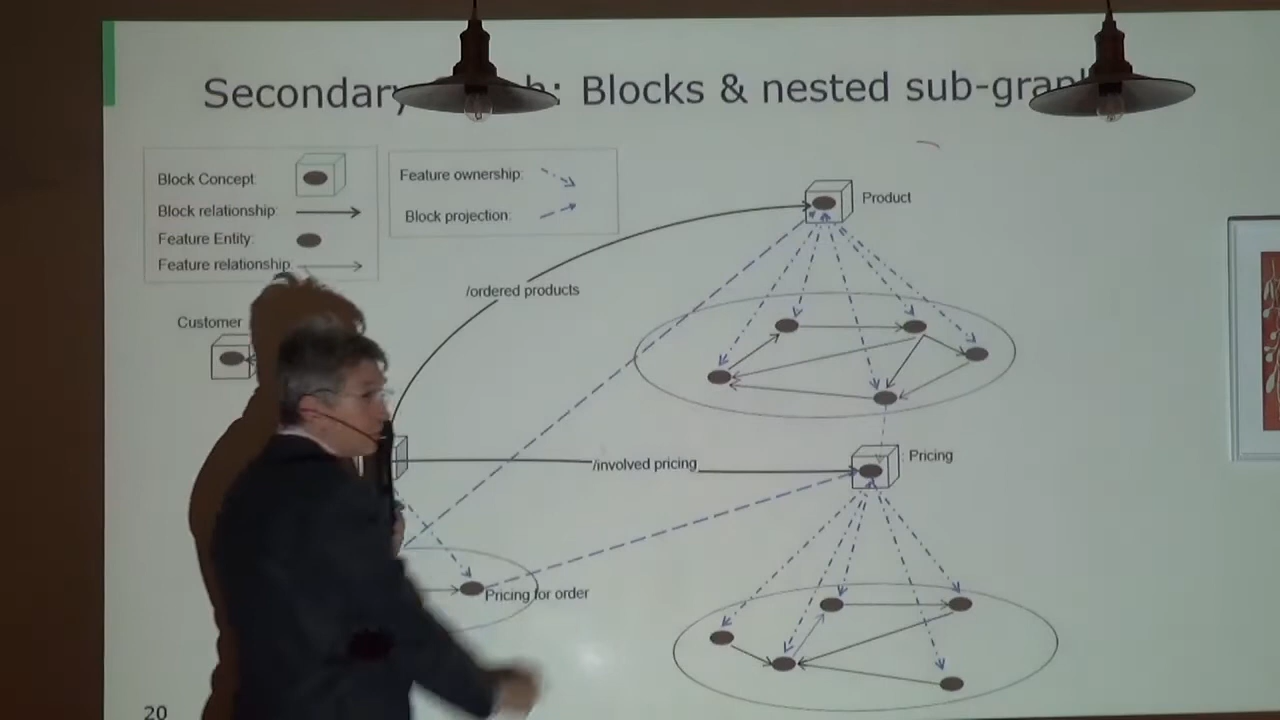 Secondary : Blocks & nested sub-grap
Block Concept:
Block relationship:
Feature Entity:
Feature relationship
Feature ownership:
Block projection:
Product
/ordered products
Customer
/involved pricing
: Pricing
Pricing for order
20